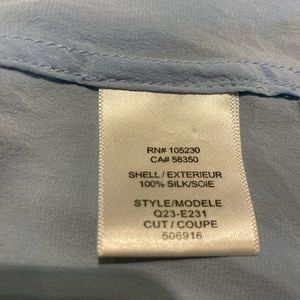 RN# 105230
CA# 58350
SHELL / EXTERIEUR
100% SILK/SOIE
STYLE/MODELE
Q23-E231
CUT / COUPE
506916